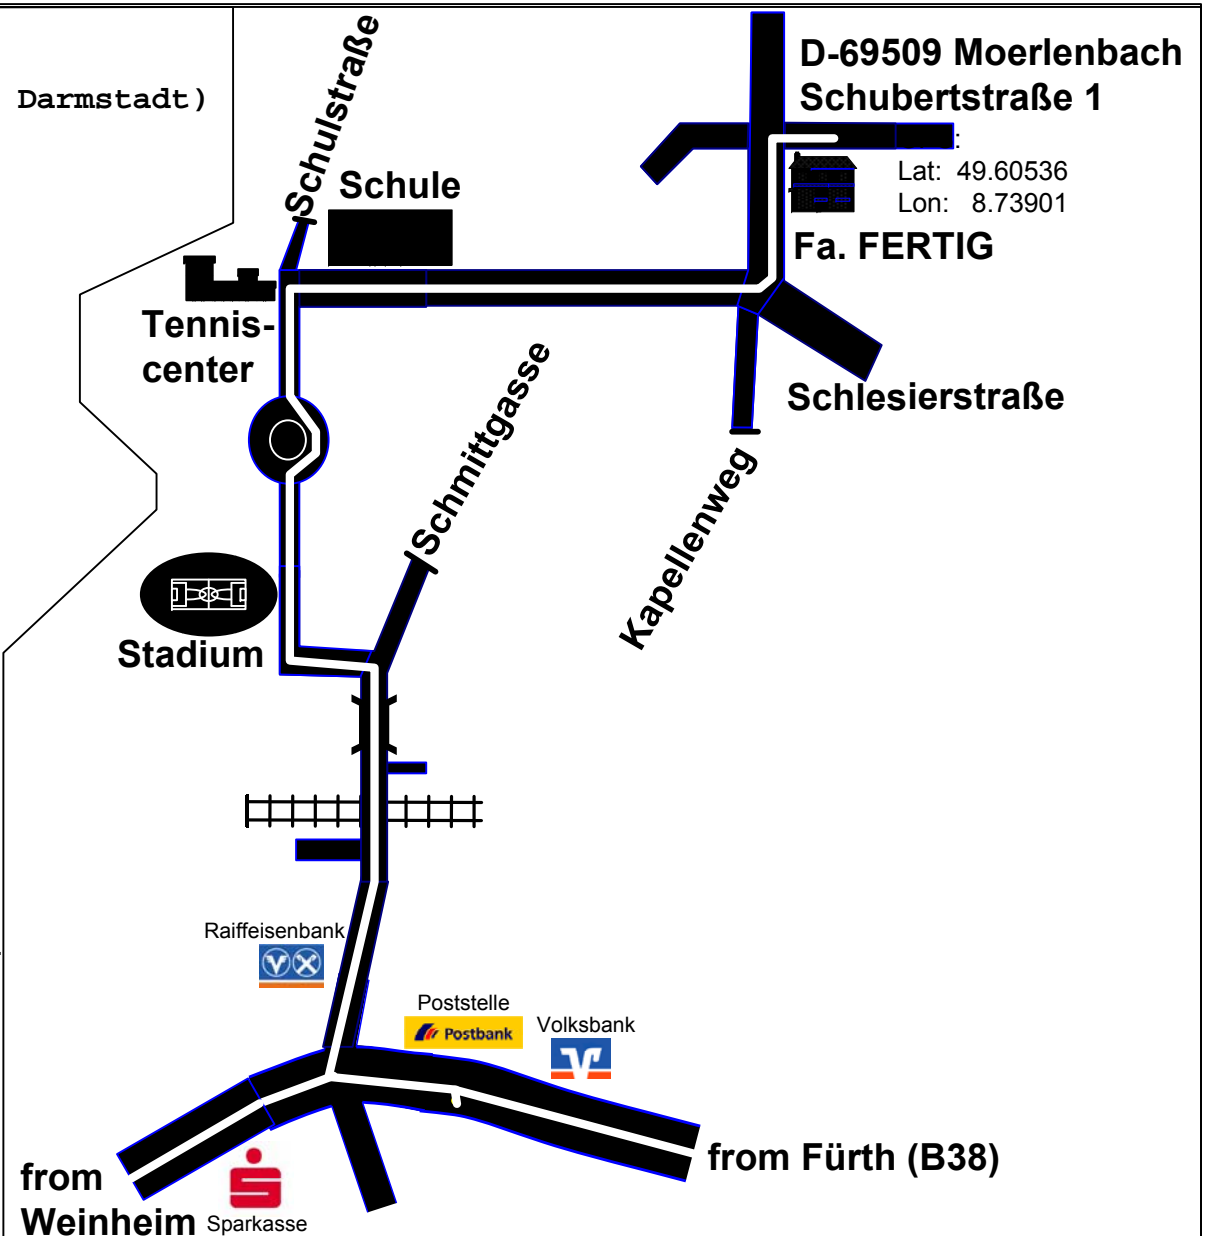 D-69509 Moerlenbach
Schubertstraße 1
Darmstadt)
:
Lat: 49.60536
Lon: 8.73901
Schulstraße
Schule
Fa. FERTIG
Tennis-
center
Schlesierstraße
Schmittgasse
Kapellenweg
Stadium
Raiffeisenbank
Poststelle
Postbank
Volksbank
from Fürth (B38)
from
Weinheim
Sparkasse